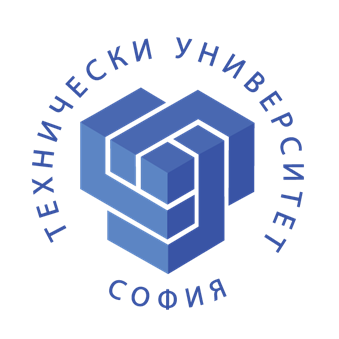 ТЕХНИЧЕСКИ УНИВЕРСИТЕТ
СОФИЯ